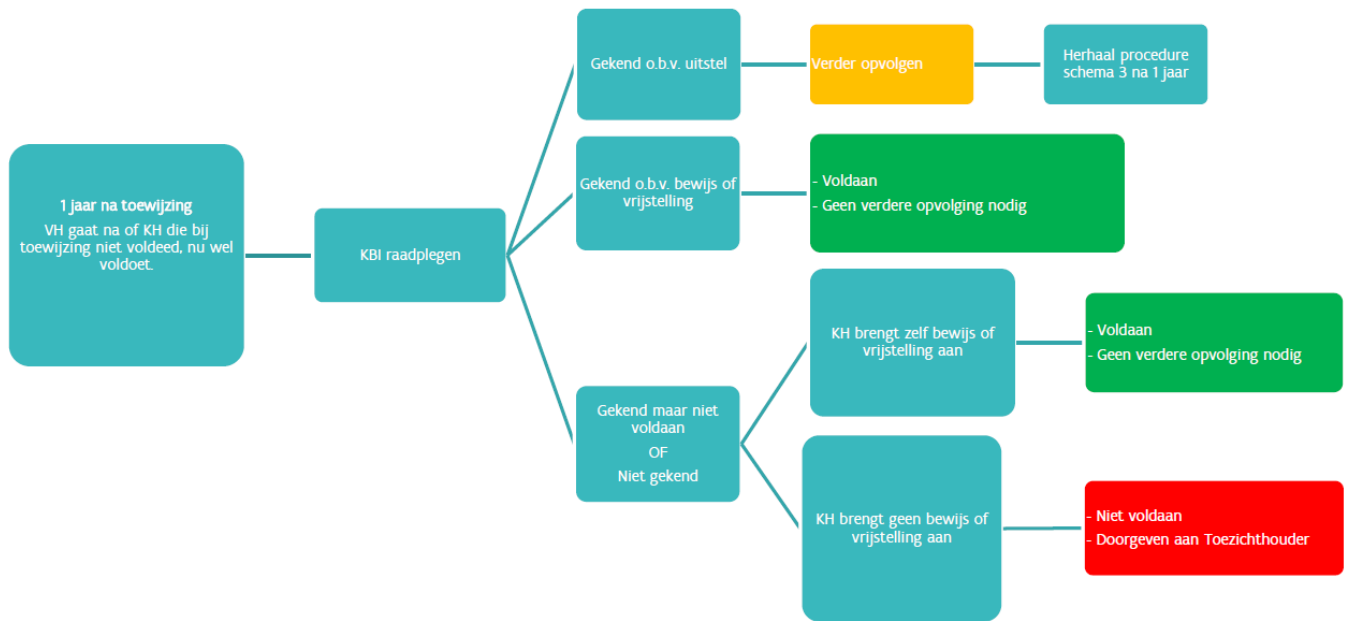 1 jaar na toewijzing
VH gaat na of KH die bij
toewijzing niet voldeed, nu wel
voldoet.
KBI raadplegen
Gekend o.b.v. uitstel
Verder opvolgen
Herhaal procedure
schema 3 na 1 jaar
Gekend o.b.v. bewijs of
vrijstelling
- Voldaan
- Geen verdere opvolging nodig
Gekend maar niet
voldaan
OF
Niet gekend
KH brengt zelf bewijs of
vrijstelling aan
- Voldaan
- Geen verdere opvolging nodig
KH brengt geen bewijs of
vrijstelling aan
- Niet voldaan
- Doorgeven aan Toezichthouder